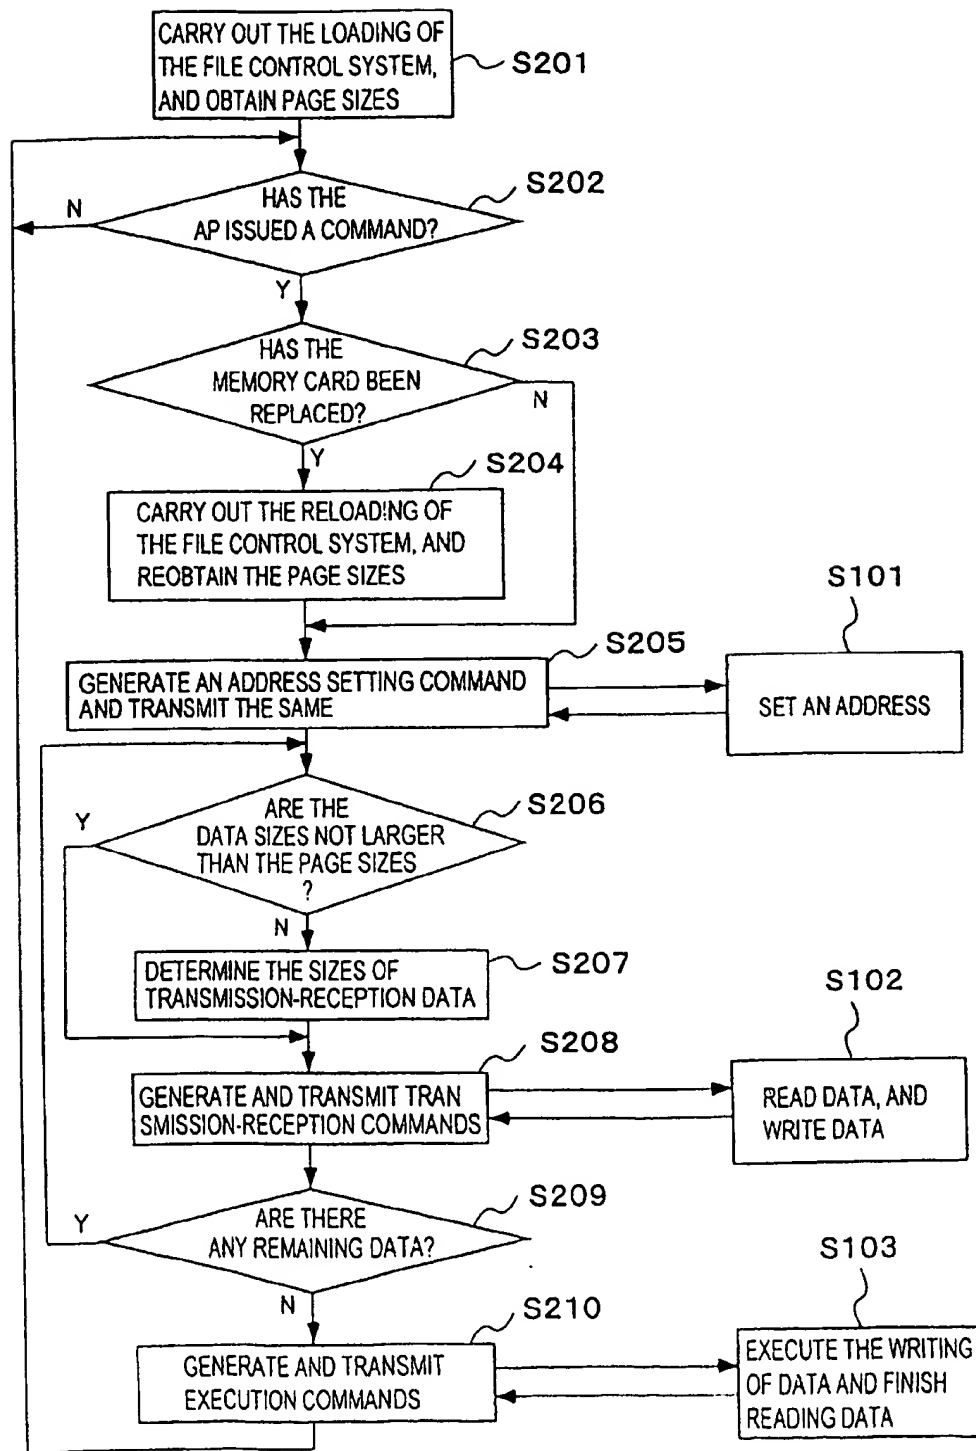 CARRY OUT THE LOADING OF
THE FILE CONTROL SYSTEM,
AND OBTAIN PAGE SIZES
S201
S202
HAS THE
AP ISSUED A COMMAND?
N
Y
S203
HAS THE
MEMORY CARD BEEN
REPLACED?
N
Y
S204
CARRY OUT THE RELOADING OF
THE FILE CONTROL SYSTEM, AND
REOBTAIN THE PAGE SIZES
S101
S205
GENERATE AN ADDRESS SETTING COMMAND
AND TRANSMIT THE SAME
SET AN ADDRESS
S206
ARE THE
DATA SIZES NOT LARGER
THAN THE PAGE SIZES
?
Y
N
S207
DETERMINE THE SIZES OF
TRANSMISSION-RECEPTION DATA
S102
S208
GENERATE AND TRANSMIT TRAN
SMISSION-RECEPTION COMMANDS
READ DATA, AND
WRITE DATA
S209
ARE THERE
ANY REMAINING DATA?
Y
N
S103
S210
GENERATE AND TRANSMIT
EXECUTION COMMANDS
EXECUTE THE WRITING
OF DATA AND FINISH
READING DATA